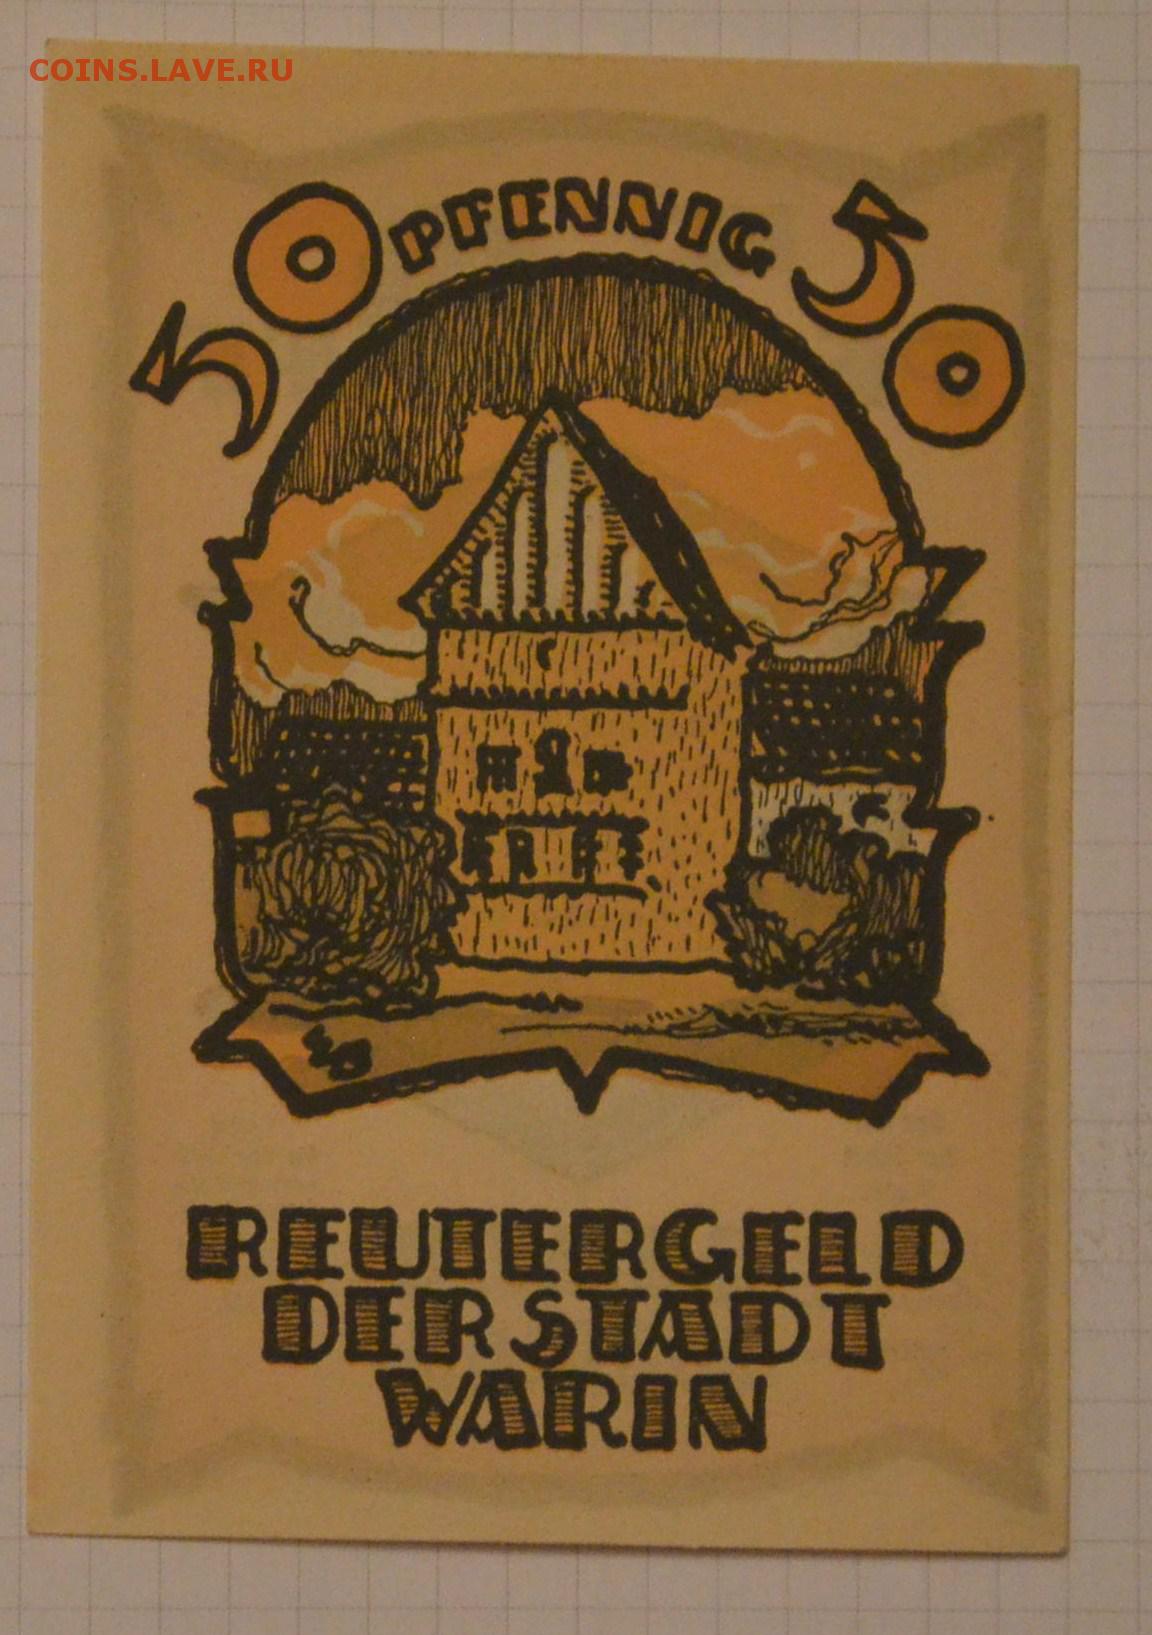 COINS.LAVE.RU
50 PFENNIG 50
REUTERGELD
DER STADT
WARIN